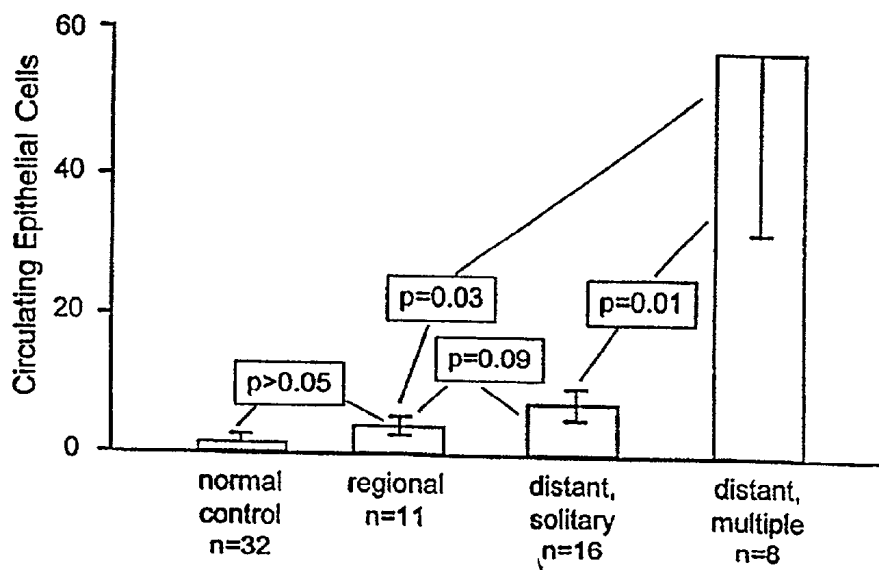 Circulating Epithelial Cells
60
40
20
0
p>0.05
p=0.03
p=0.09
p=0.01
normal
control
n=32
regional
n=11
distant,
solitary
n=16
distant,
multiple
n=8